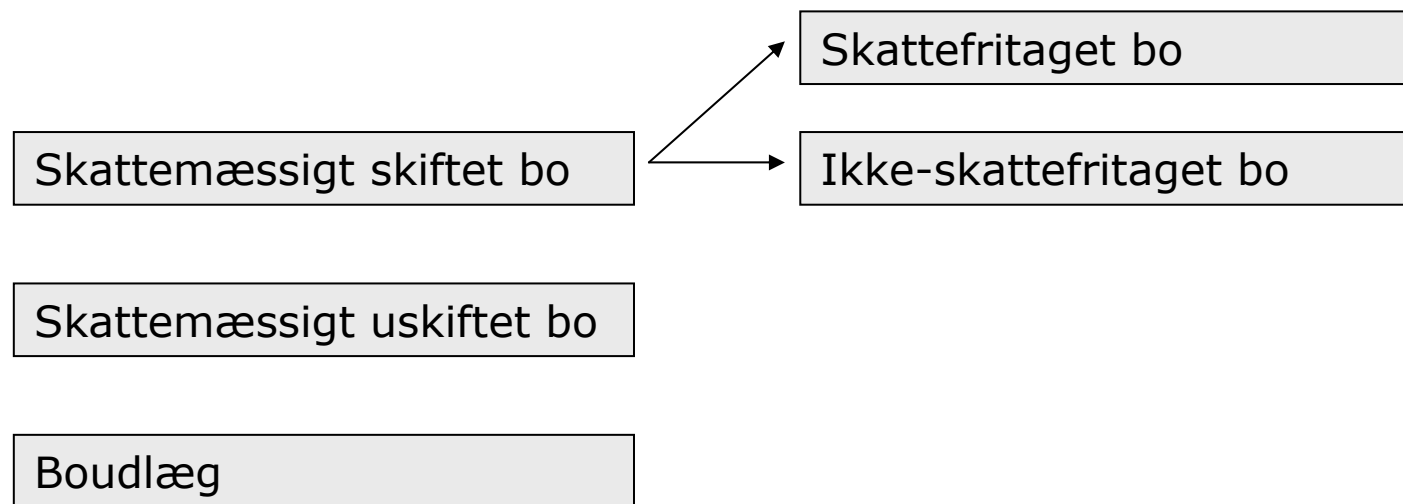 Skattefritaget bo
Skattemæssigt skiftet bo
Ikke-skattefritaget bo
Skattemæssigt uskiftet bo
Boudlæg